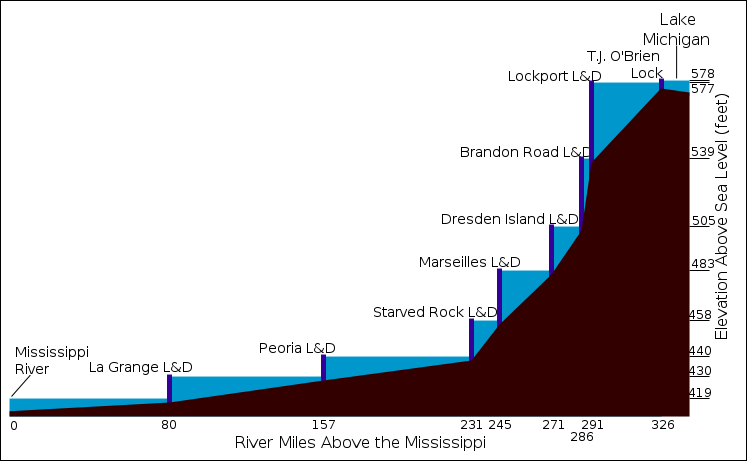 Lake
Michigan
T.J. O'Brien
Lock
Lockport L&D
578
577
Brandon Road L&D
539
Dresden Island L&D
505
Marseilles L&D
483
Starved Rock L&D
458
Peoria L&D
440
La Grange L&D
430
Mississippi
River
419
Elevation Above Sea Level (feet)
0
80
157
231
245
271
286
291
326
River Miles Above the Mississippi